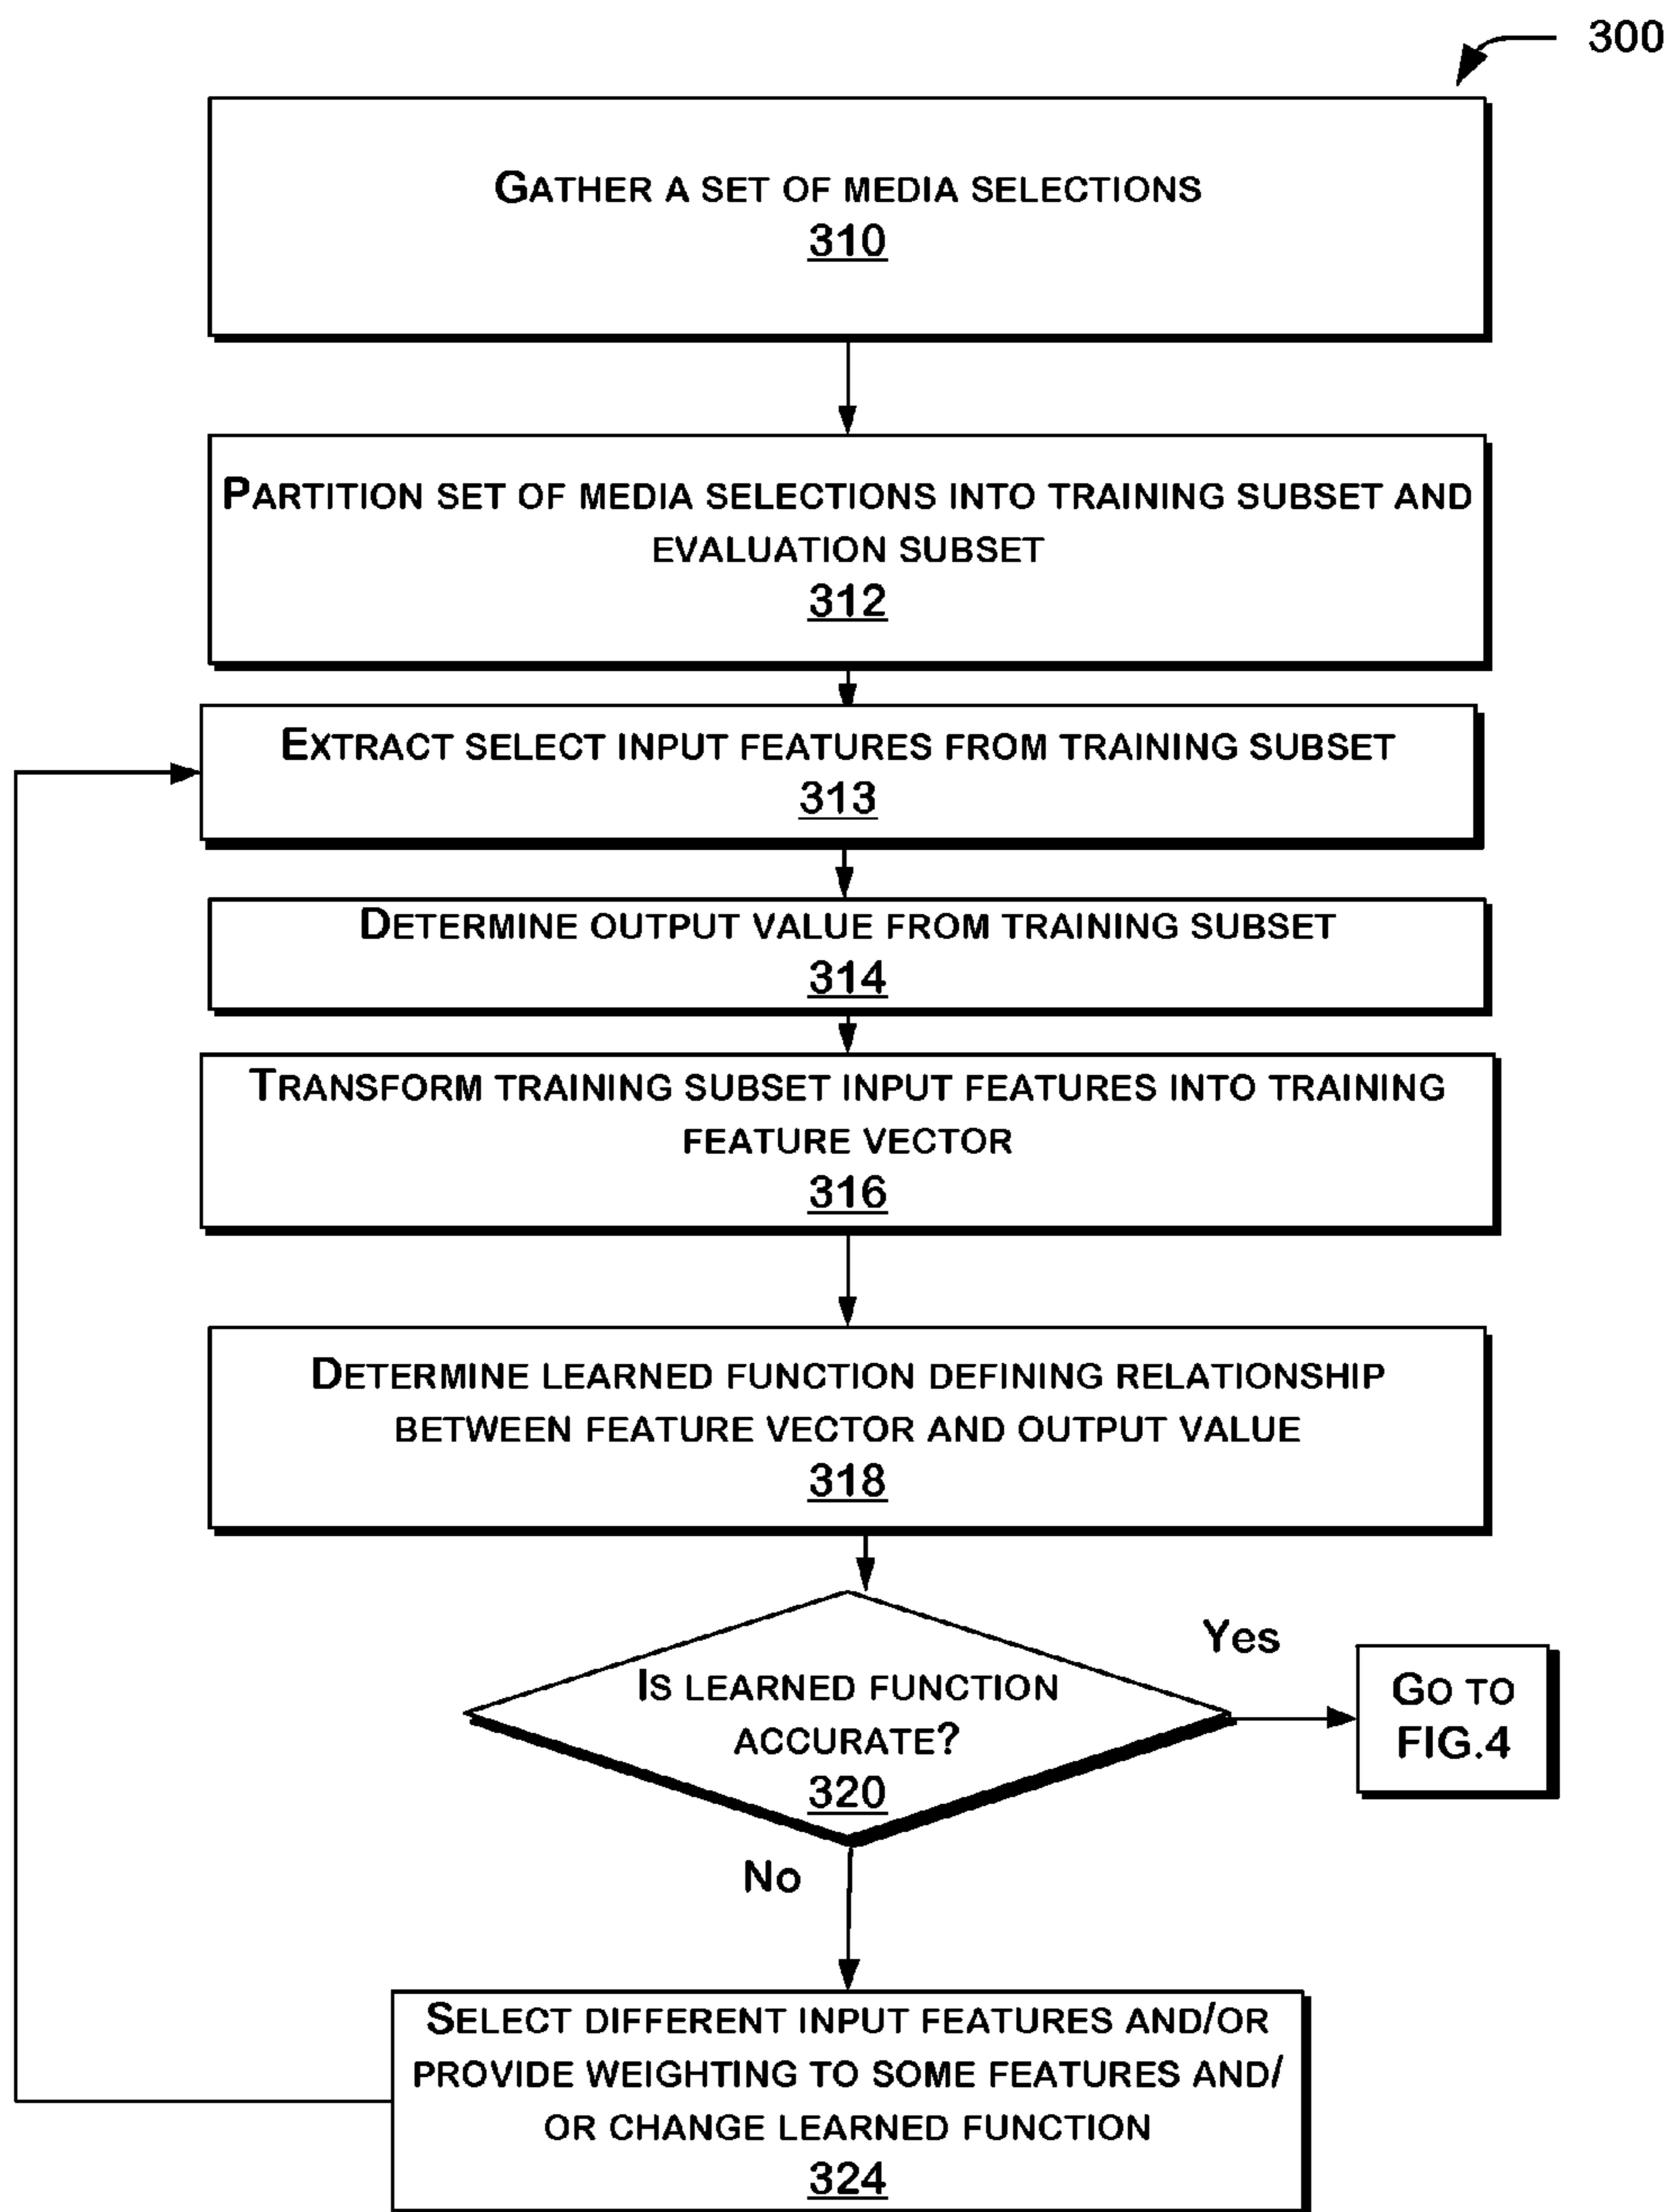 300
GATHER A SET OF MEDIA SELECTIONS
310
PARTITION SET OF MEDIA SELECTIONS INTO TRAINING SUBSET AND
EVALUATION SUBSET
312
EXTRACT SELECT INPUT FEATURES FROM TRAINING SUBSET
313
DETERMINE OUTPUT VALUE FROM TRAINING SUBSET
314
TRANSFORM TRAINING SUBSET INPUT FEATURES INTO TRAINING
FEATURE VECTOR
316
DETERMINE LEARNED FUNCTION DEFINING RELATIONSHIP
BETWEEN FEATURE VECTOR AND OUTPUT VALUE
318
IS LEARNED FUNCTION
ACCURATE?
320
Yes
GO TO
FIG.4
No
SELECT DIFFERENT INPUT FEATURES AND/OR
PROVIDE WEIGHTING TO SOME FEATURES AND/
OR CHANGE LEARNED FUNCTION
324